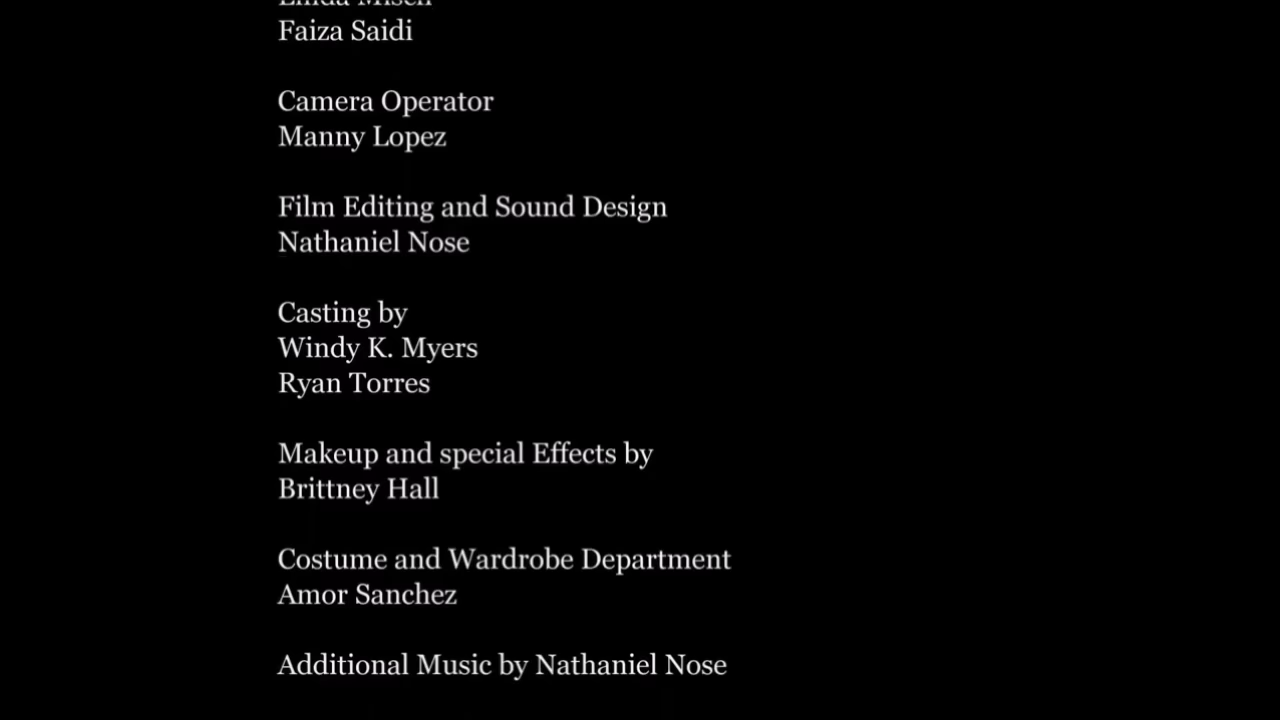 Faiza Saidi
Camera Operator
Manny Lopez
Film Editing and Sound Design
Nathaniel Nose
Casting by
Windy K. Myers
Ryan Torres
Makeup and special Effects by
Brittney Hall
Costume and Wardrobe Department
Amor Sanchez
Additional Music by Nathaniel Nose